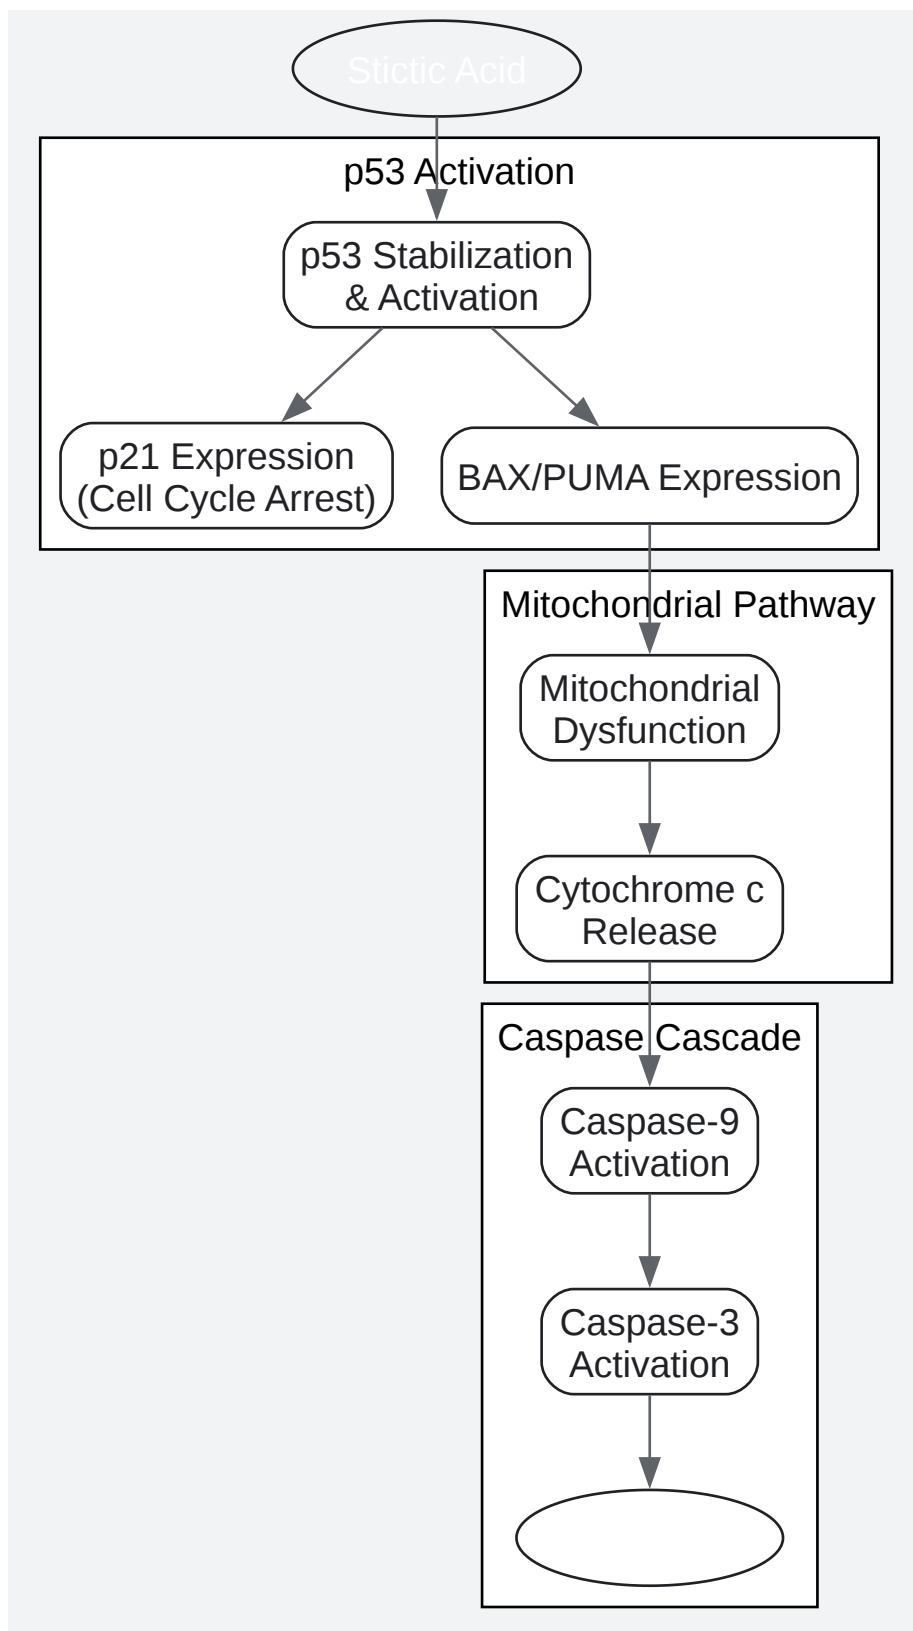 Stictic Acid
p53 Activation
p53 Stabilization
& Activation
p21 Expression
(Cell Cycle Arrest)
BAX/PUMA Expression
Mitochondrial Pathway
Mitochondrial
Dysfunction
Cytochrome c
Release
Caspase Cascade
Caspase-9
Activation
Caspase-3
Activation